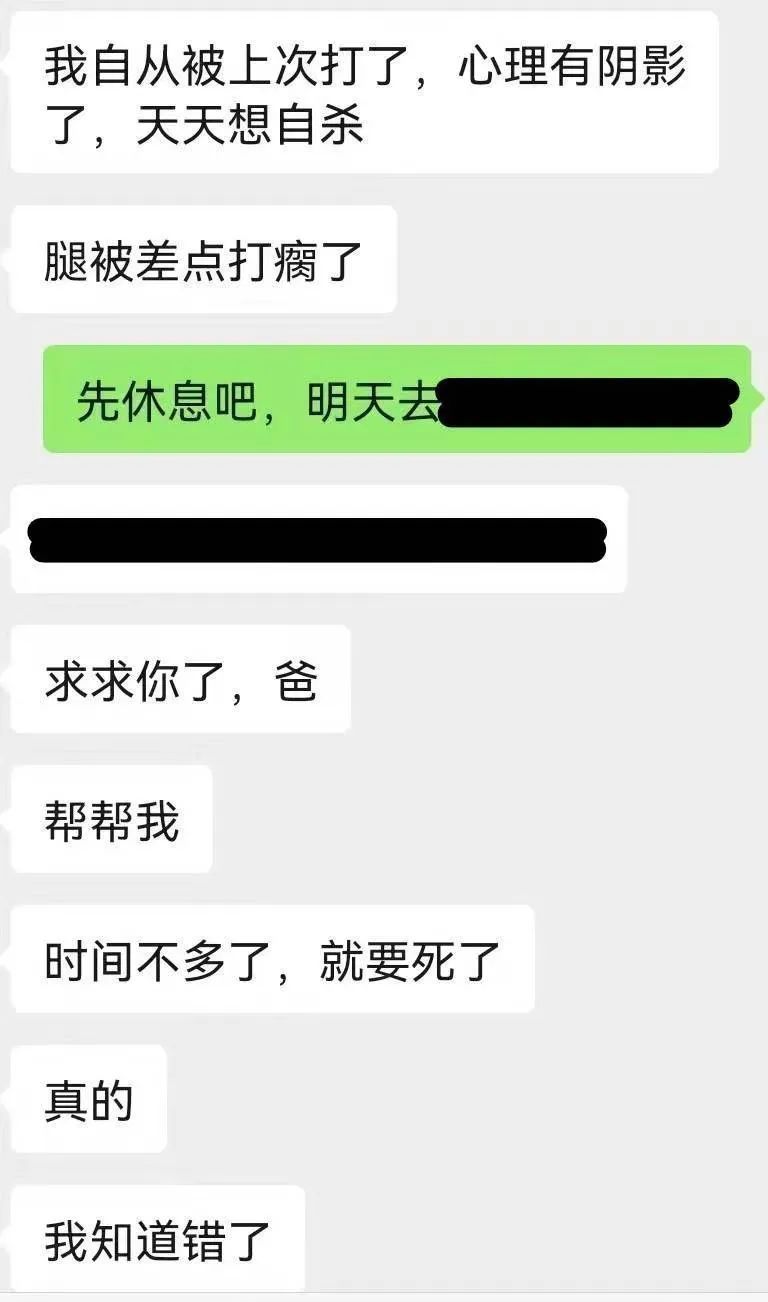 我自从被上次打了，心理有阴影
了，天天想自杀
腿被差点打瘸了
先休息吧，明天去
求求你了，爸
帮帮我
时间不多了，就要死了
真的
我知道错了